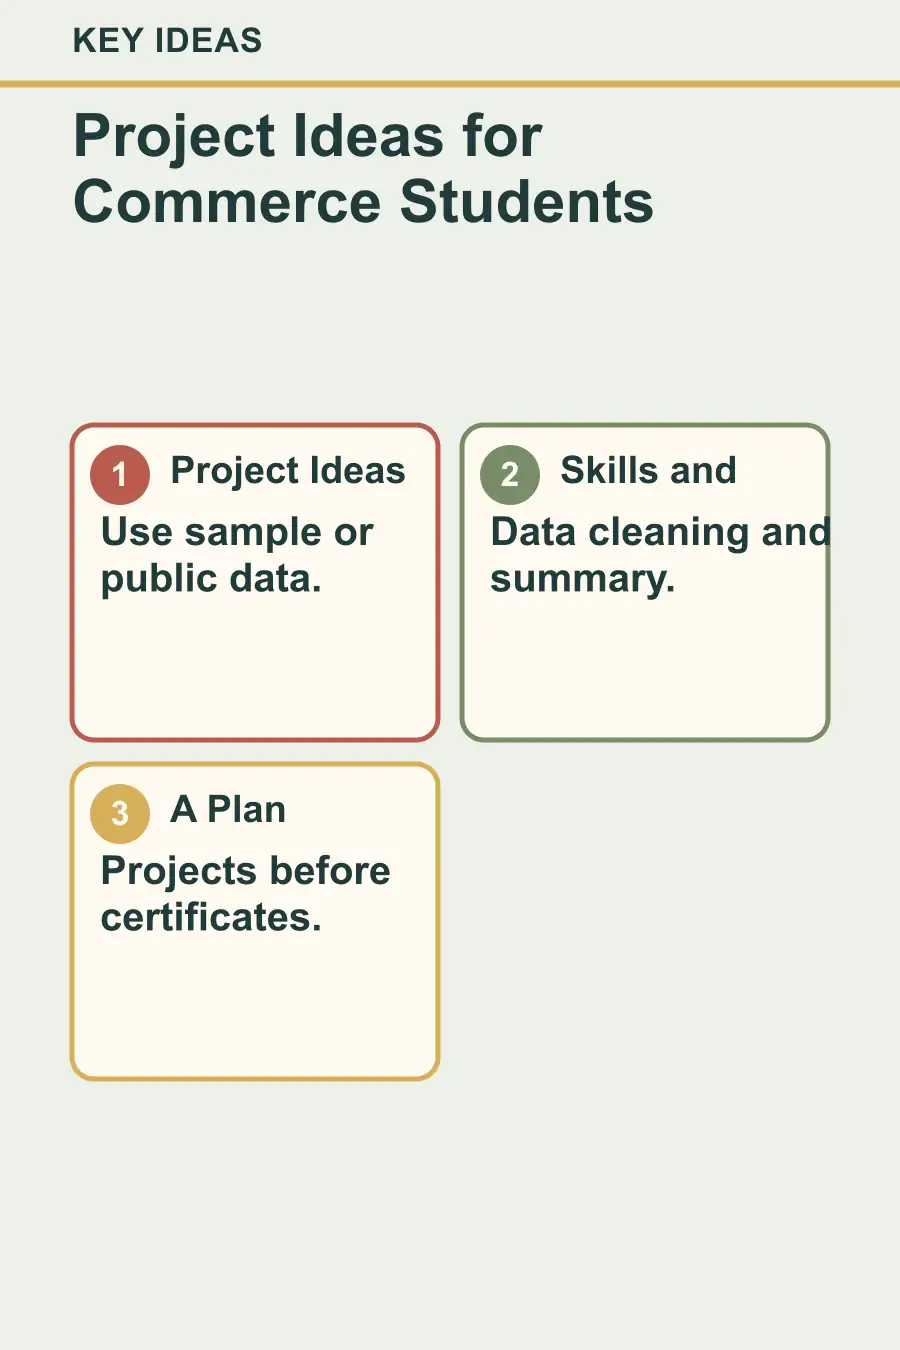 KEY IDEAS
Project Ideas for
Commerce Students
1 Project Ideas
Use sample or
public data.
2 Skills and
Data cleaning and
summary.
3 A Plan
Projects before
certificates.